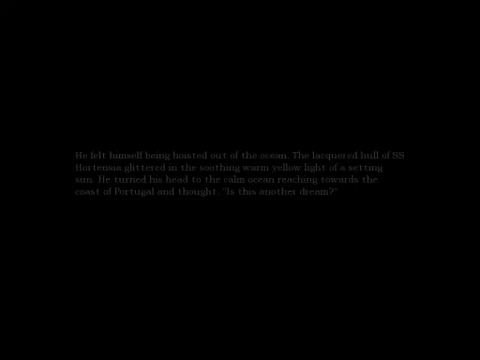 He felt himself being hoisted out of the ocean. The lacquered hull of SS
Hortensia glittered in the soothing warm yellow light of a setting
sun. He turned his head to the calm ocean reaching towards the
coast of Portugal and thought. "Is this another dream?"